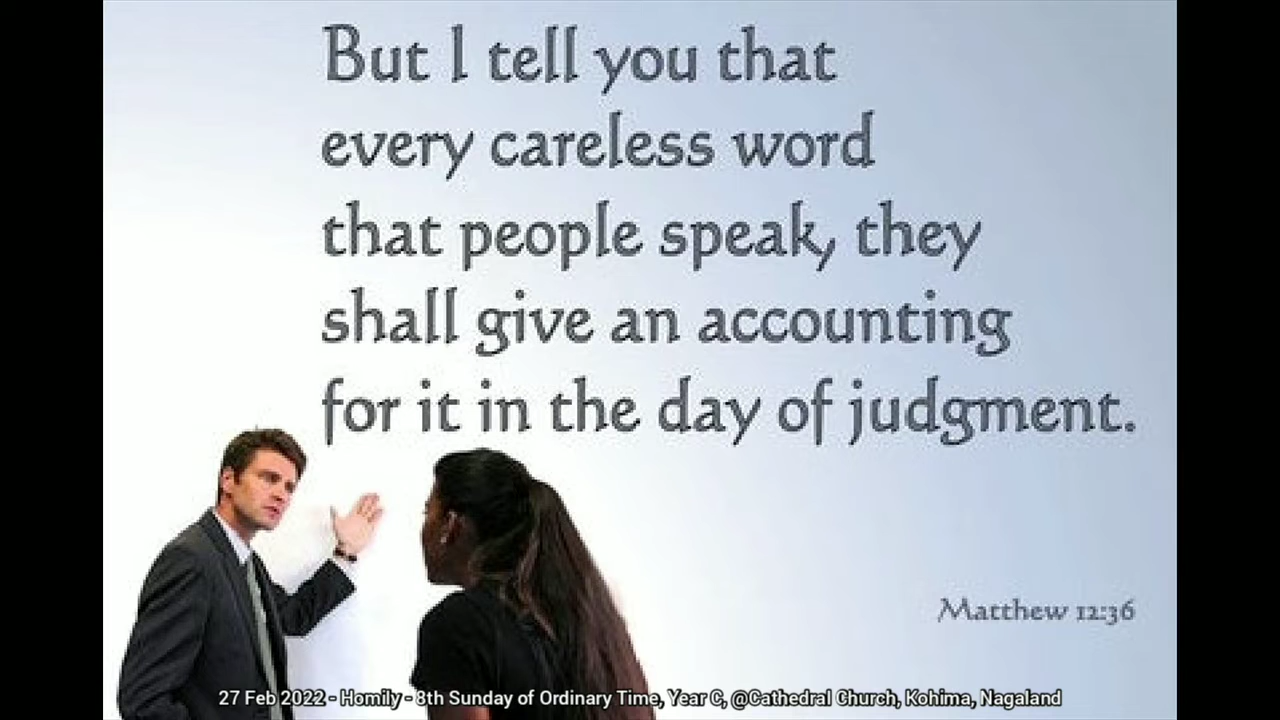 But I tell you that
every careless word
that people speak, they
shall give an accounting
for it in the day of judgment.
Matthew 12:36
27 Feb 2022 - Homily - 8th Sunday of Ordinary Time, Year C, @Cathedral Church, Kohima, Nagaland